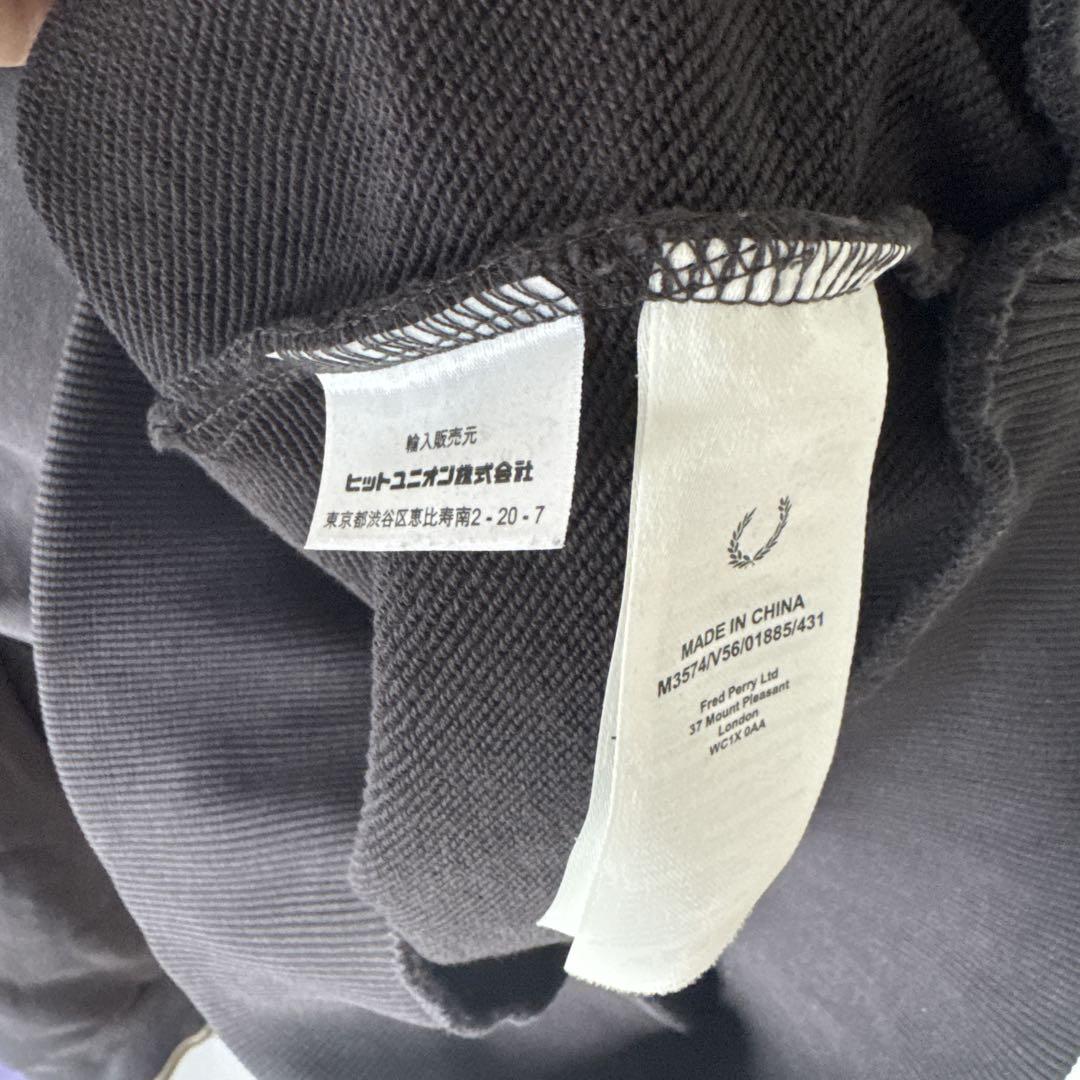 輸入販売元
ヒットユニオン株式会社
東京都渋谷区恵比寿南2-20-7
MADE IN CHINA
M3574/V56/01885/431
Fred Perry Ltd
37 Mount Pleasant
London
WC1X 0AA